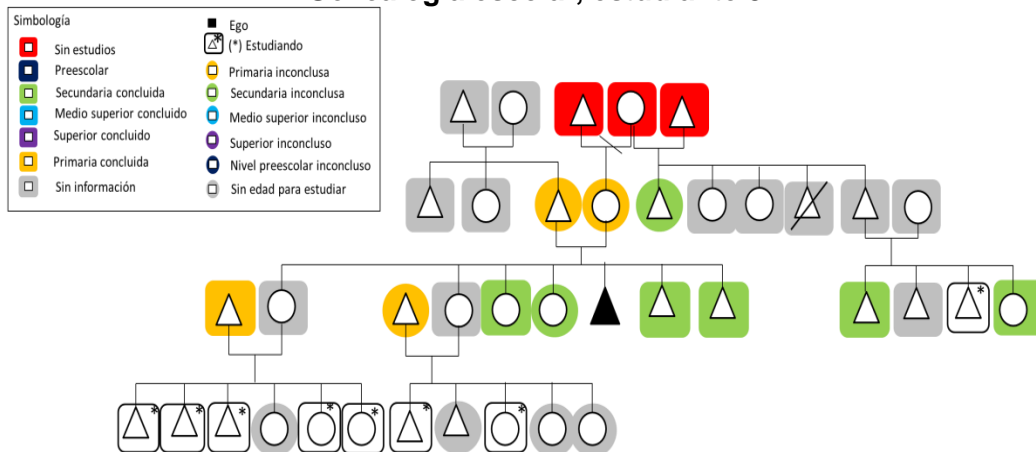 Simbología
Sin estudios
Preescolar
Secundaria concluida
Medio superior concluido
Superior concluido
Primaria concluida
Sin información
Ego
(*) Estudiando
Primaria inconclusa
Secundaria inconclusa
Medio superior inconcluso
Superior inconcluso
Nivel preescolar inconcluso
Sin edad para estudiar